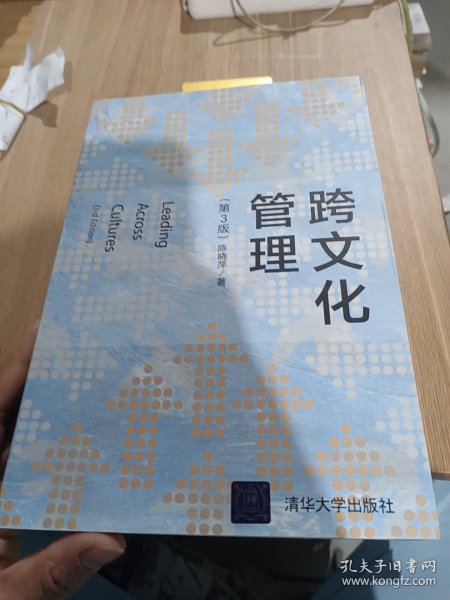 跨文化
管理
（第3版）陈晓萍／著
Leading
Across
Cultures
(3rd Edition)
清华大学出版社
孔夫子旧书网
www.kongfz.com